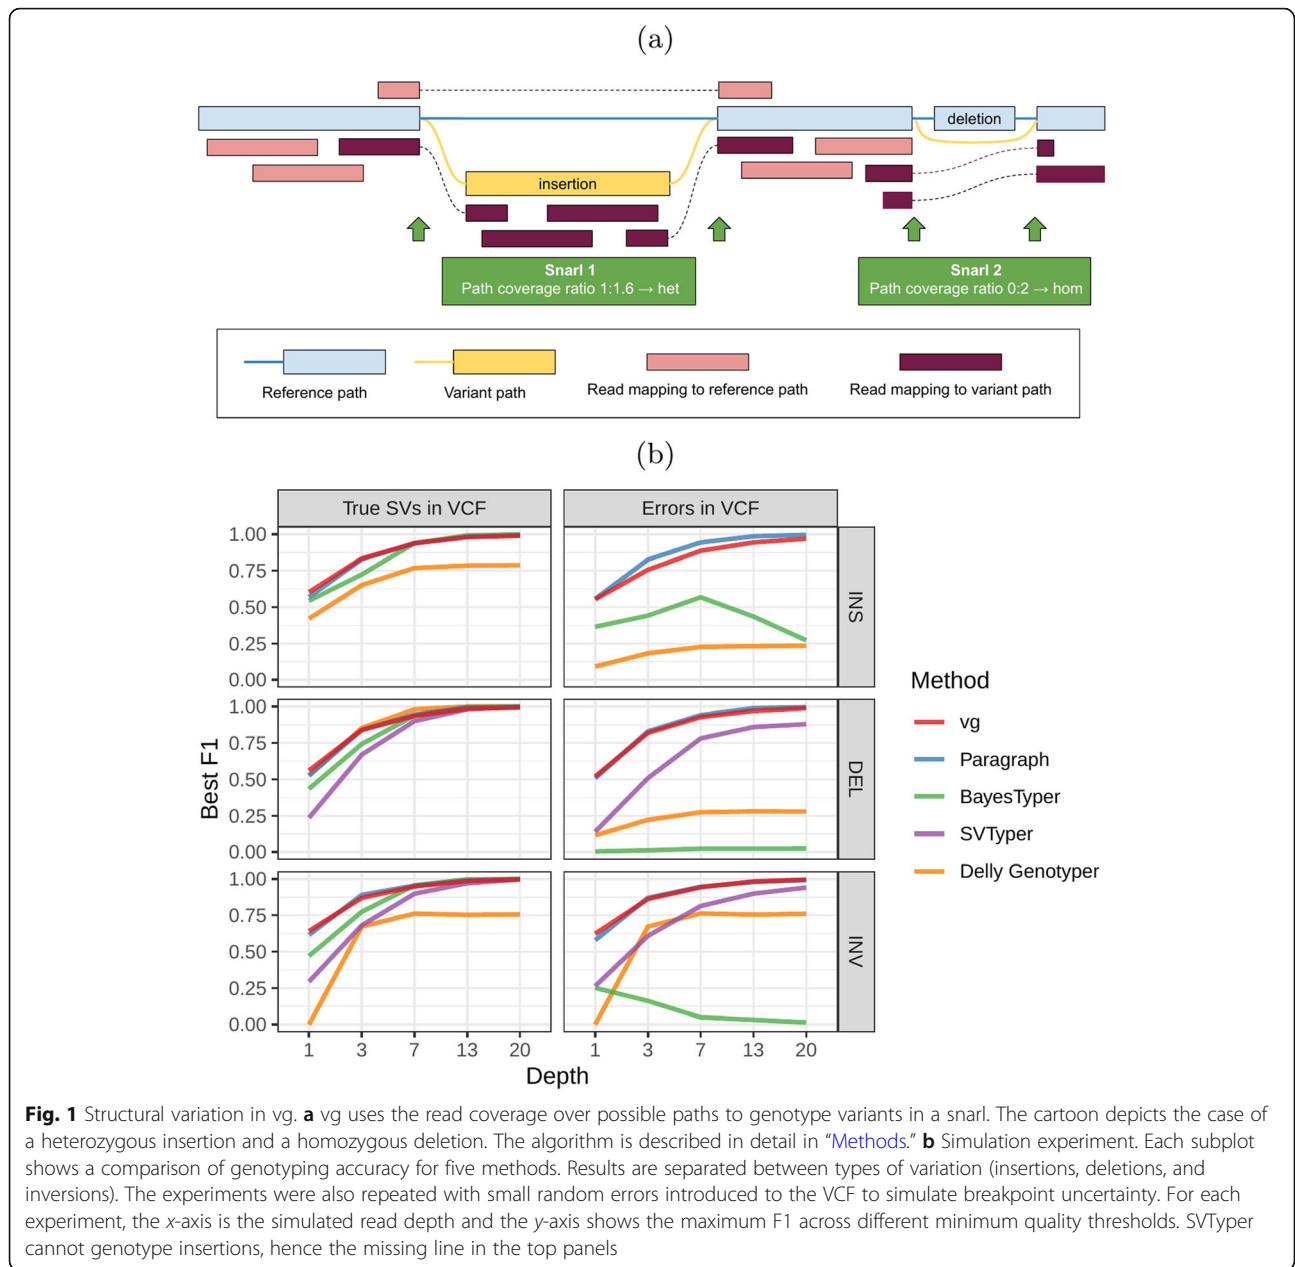 (a)
deletion
insertion
Snarl 1
Path coverage ratio 1:1.6 → het
Snarl 2
Path coverage ratio 0:2 → hom
Reference path
Variant path
Read mapping to reference path
Read mapping to variant path
(b)
True SVs in VCF
Errors in VCF
1.00
0.75
0.50
0.25
0.00
INS
1.00
0.75
0.50
0.25
0.00
DEL
1.00
0.75
0.50
0.25
0.00
INV
Best F1
1 3 7 13 20
1 3 7 13 20
Depth
Method
vg
Paragraph
BayesTyper
SVTyper
Delly Genotyper
Fig. 1 Structural variation in vg. a vg uses the read coverage over possible paths to genotype variants in a snarl. The cartoon depicts the case of
a heterozygous insertion and a homozygous deletion. The algorithm is described in detail in “Methods.” b Simulation experiment. Each subplot
shows a comparison of genotyping accuracy for five methods. Results are separated between types of variation (insertions, deletions, and
inversions). The experiments were also repeated with small random errors introduced to the VCF to simulate breakpoint uncertainty. For each
experiment, the x-axis is the simulated read depth and the y-axis shows the maximum F1 across different minimum quality thresholds. SVTyper
cannot genotype insertions, hence the missing line in the top panels